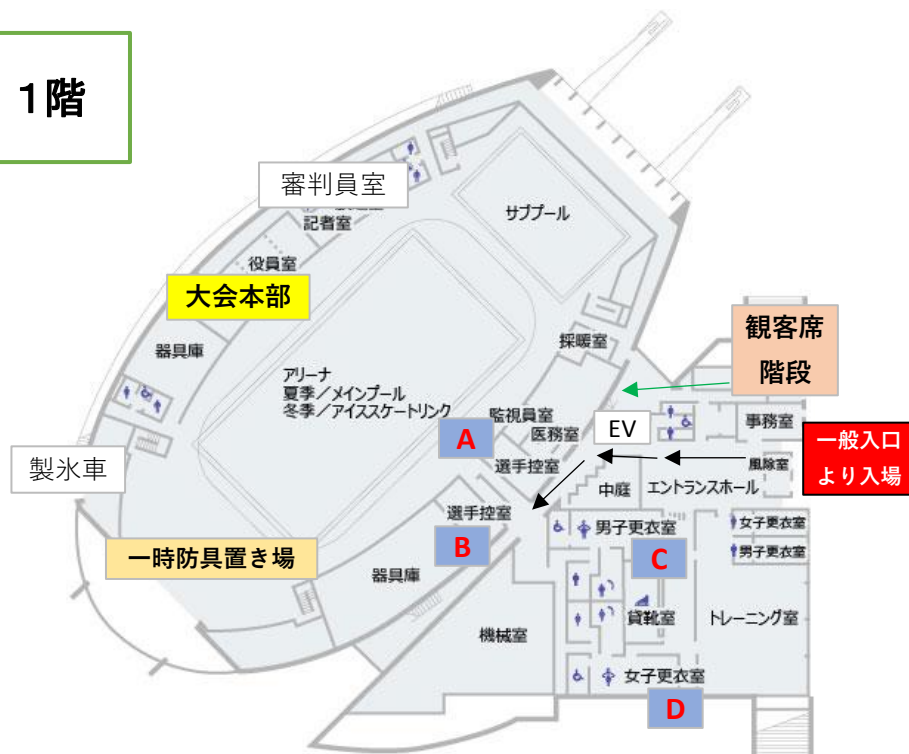 1階
審判員室
記者室
サブプール
役員室
大会本部
観客席
階段
採暖室
器具庫
アリーナ
夏季／メインプール
冬季／アイススケートリンク
監視員室
A
医務室
EV
事務室
一般入口
より入場
選手控室
風除室
製氷車
中庭
エントランスホール
選手控室
B
男子更衣室
C
女子更衣室
男子更衣室
一時防具置き場
器具庫
機械室
貸靴室
トレーニング室
女子更衣室
D